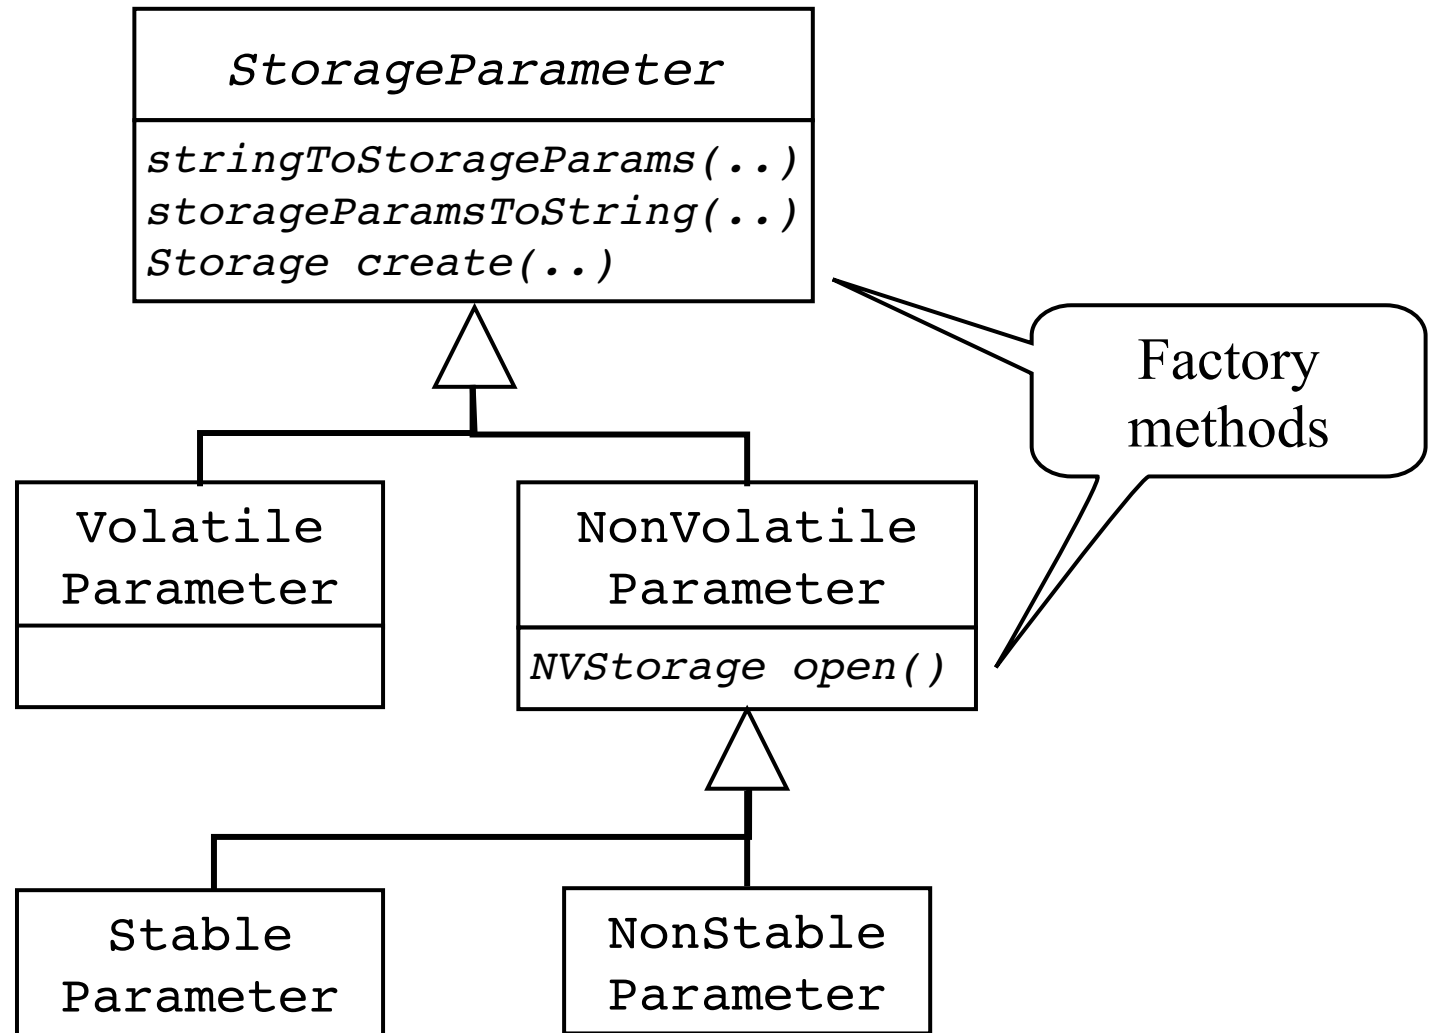 StorageParameter
stringToStorageParams(..)
storageParamsToString(..)
Storage create(..)
Factory
methods
Volatile
Parameter
NonVolatile
Parameter
NVStorage open()
Stable
Parameter
NonStable
Parameter